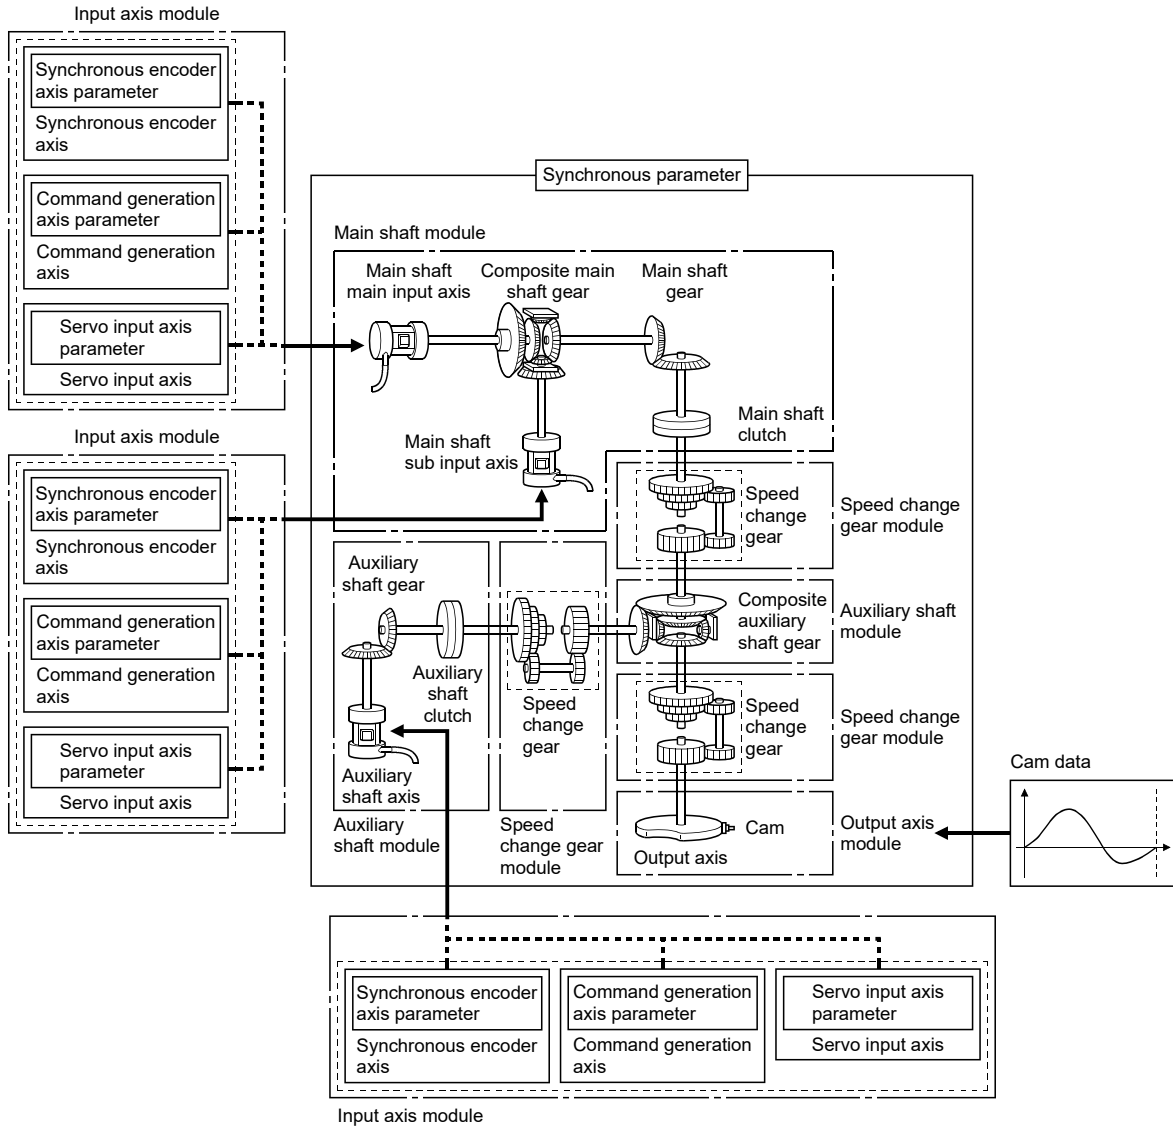 Input axis module
Synchronous encoder
axis parameter
Synchronous encoder
axis
Command generation
axis parameter
Command generation
axis
Servo input axis
parameter
Servo input axis
Input axis module
Synchronous encoder
axis parameter
Synchronous encoder
axis
Command generation
axis parameter
Command generation
axis
Servo input axis
parameter
Servo input axis
Synchronous parameter
Main shaft module
Main shaft
main input axis
Composite main
shaft gear
Main shaft
gear
Main shaft
sub input axis
Main shaft
clutch
Speed
change
gear
Speed change
gear module
Auxiliary
shaft gear
Auxiliary
shaft
clutch
Auxiliary
shaft axis
Auxiliary
shaft module
Speed
change
gear
Speed
change gear
module
Composite
auxiliary
shaft gear
Auxiliary shaft
module
Speed
change
gear
Speed change
gear module
Cam
Output axis
Output axis
module
Cam data
Synchronous encoder
axis parameter
Synchronous encoder
axis
Command generation
axis parameter
Command generation
axis
Servo input axis
parameter
Servo input axis
Input axis module